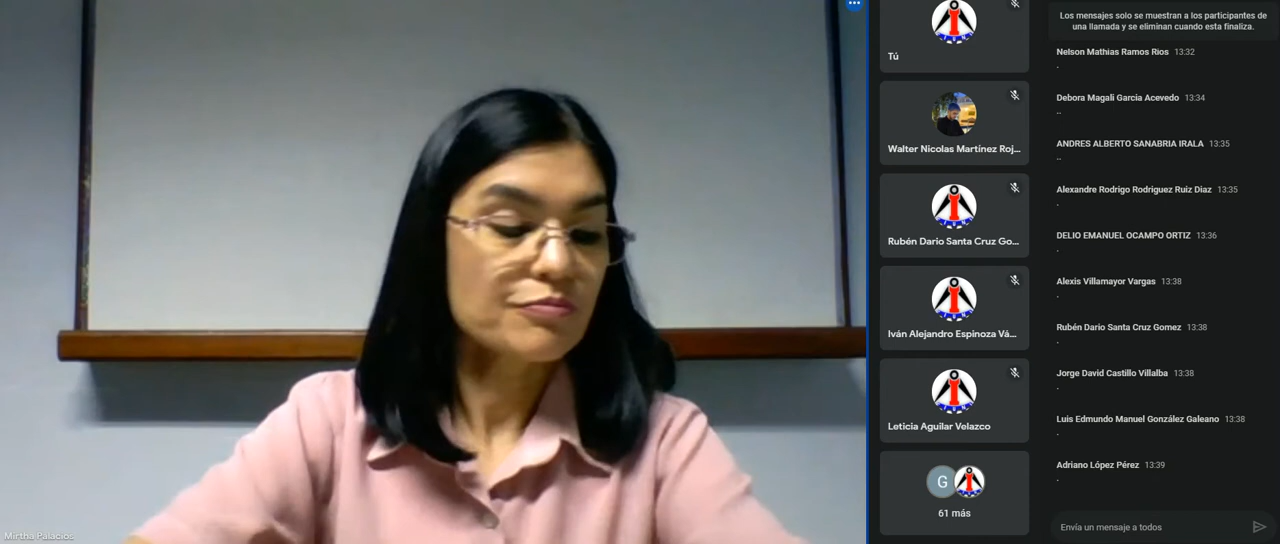 Mirtha Palacios
Tú
Walter Nicolas Martínez Roj...
Rubén Dario Santa Cruz Go...
Iván Alejandro Espinoza Vá...
Leticia Aguilar Velazco
G
61 más
Los mensajes solo se muestran a los participantes de
una llamada y se eliminan cuando esta finaliza.
Nelson Mathias Ramos Rios 13:32
.
Debora Magali Garcia Acevedo 13:34
..
ANDRES ALBERTO SANABRIA IRALA 13:35
..
Alexandre Rodrigo Rodriguez Ruiz Diaz 13:35
.
DELIO EMANUEL OCAMPO ORTIZ 13:36
.
Alexis Villamayor Vargas 13:38
.
Rubén Dario Santa Cruz Gomez 13:38
.
Jorge David Castillo Villalba 13:38
.
Luis Edmundo Manuel González Galeano 13:38
.
Adriano López Pérez 13:39
.
Envía un mensaje a todos